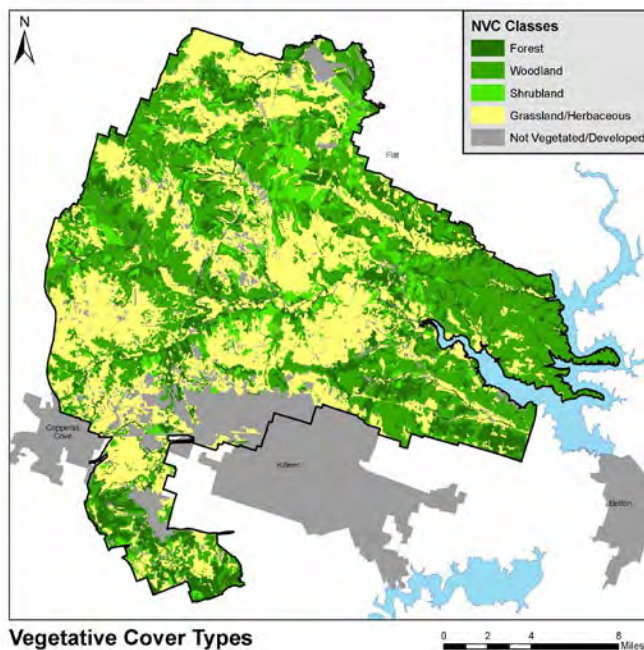 N
NVC Classes
Forest
Woodland
Shrubland
Grassland/Herbaceous
Not Vegetated/Developed
Flat
Copperas
Cove
Killeen
Belton
Vegetative Cover Types
0 2 4 8
Miles